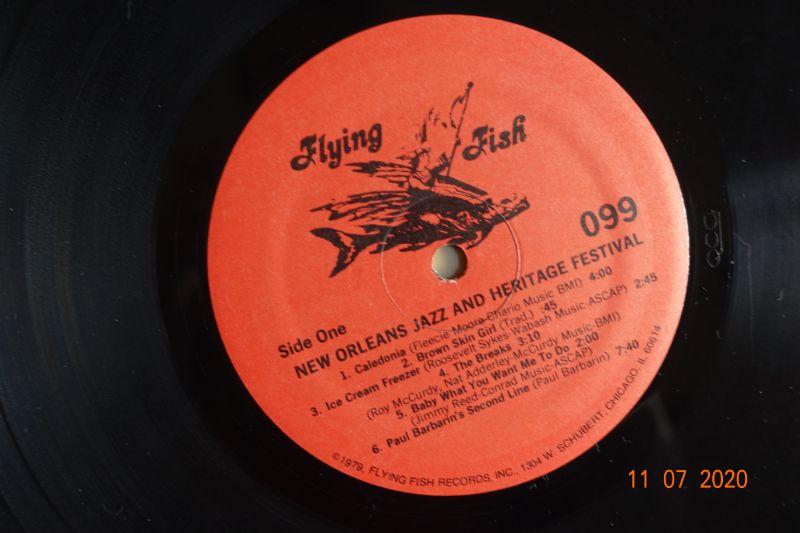 Flying Fish
099
Side One
NEW ORLEANS JAZZ AND HERITAGE FESTIVAL
1. Caledonia (Fleecie Moore-Chario Music BMI) 4:00
2. Brown Skin Girl (Trad.) :45
3. Ice Cream Freezer (Roosevelt Sykes-Wabash Music-ASCAP) 2:45
4. The Breaks 3:10
(Roy McCurdy, Nat Adderley-McCurdy Music-BMI)
5. Baby What You Want Me To Do 2:00
(Jimmy Reed-Conrad Music-ASCAP)
6. Paul Barbarin's Second Line (Paul Barbarin) 7:40
©1979, FLYING FISH RECORDS, INC., 1304 W. SCHUBERT, CHICAGO, IL 60614
11 07 2020